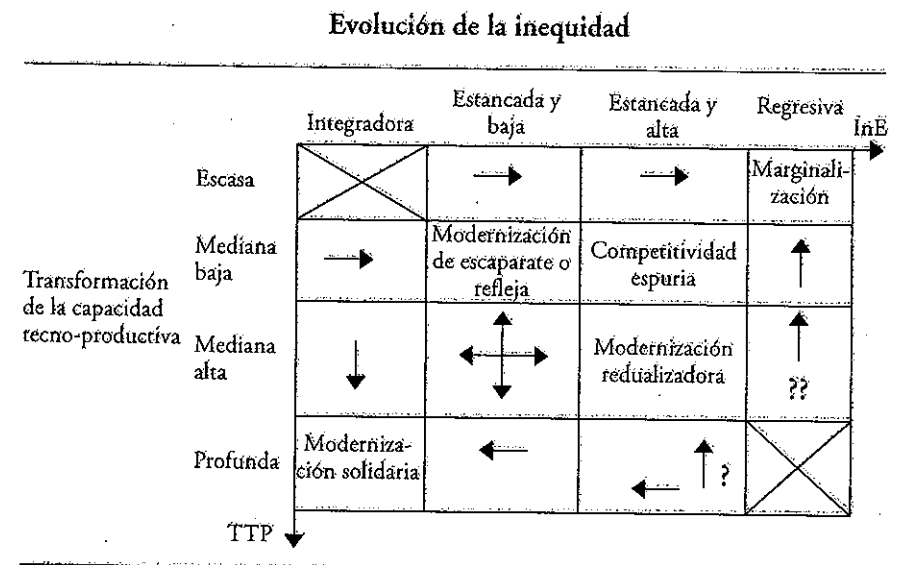 Evolución de la inequidad
Integradora
Estancada y
baja
Estancada y
alta
Regresiva
InE
Escasa
Marginali-
zación
Mediana
baja
Modernización
de escaparate o
refleja
Competitividad
espuria
Transformación
de la capacidad
tecno-productiva
Mediana
alta
Modernización
redualizadora
??
Profunda
Moderniza-
ción solidaria
?
TTP